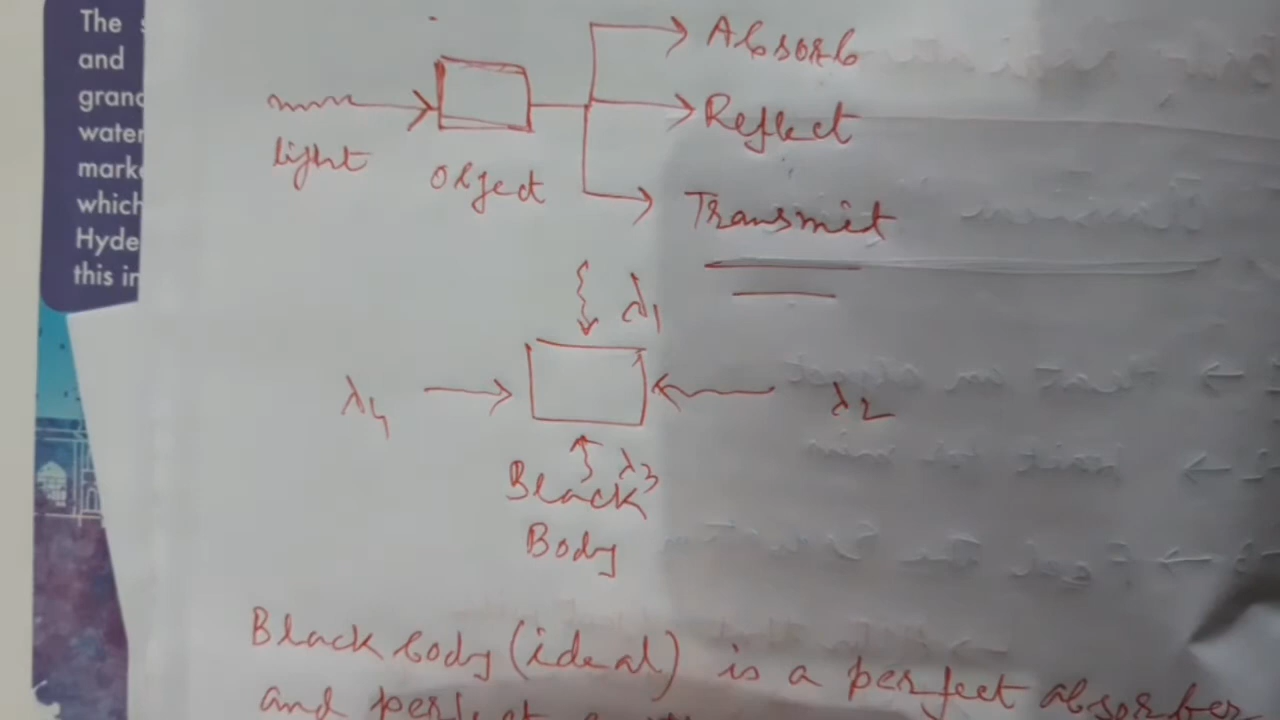 The
and
grand
water
mark
which
Hyde
this in
Absorb
Reflect
Transmit
light
object
λ1
λ4
λ2
λ3
Black
Body
Black body (ideal) is a perfect absorber
and perfect